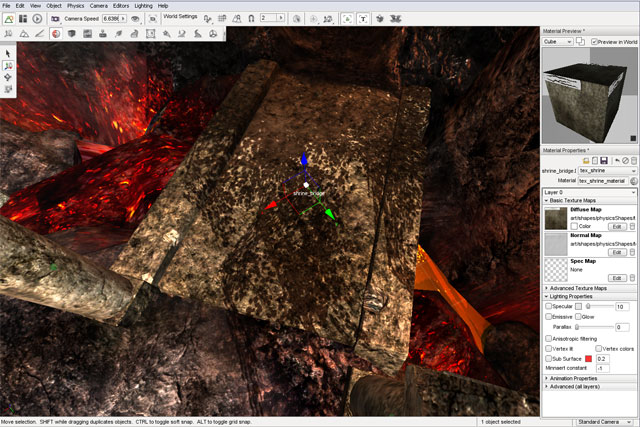 File Edit View Object Physics Camera Editors Lighting Help
Camera Speed 6.638 World Settings 2
Material Preview *
Cube Preview in World
shrine_bridge
Material Properties *
shrine_bridge.l tex_shrine
Material tex_shrine_material
Layer 0
Basic Texture Maps
Diffuse Map
art/shapes/physicsShapes/
Color Edit
Normal Map
art/shapes/physicsShapes/
Edit
Spec Map
None
Edit
Advanced Texture Maps
Lighting Properties
Specular 10
Emissive Glow
Parallax 0
Anisotropic filtering
Vertex lit Vertex colors
Sub Surface 0.2
Minnaert constant -1
Animation Properties
Advanced (all layers)
Move selection. SHIFT while dragging duplicates objects. CTRL to toggle soft snap. ALT to toggle grid snap. 1 object selected Standard Camera